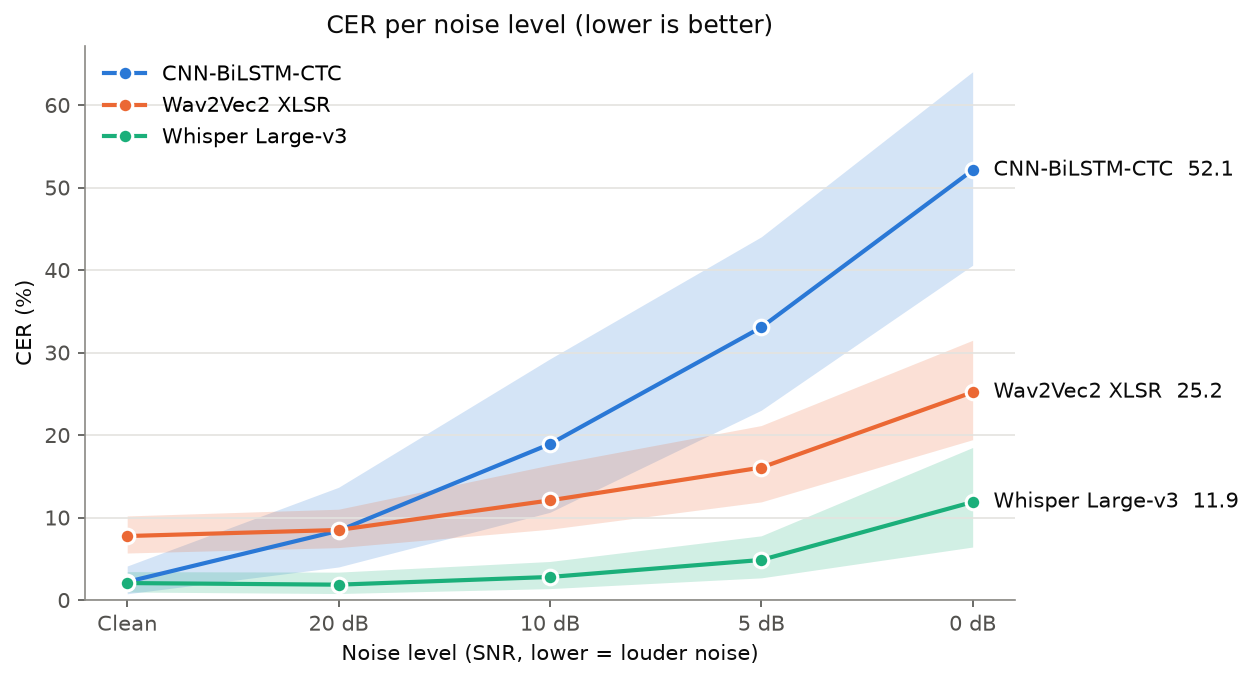 CER per noise level (lower is better)
CNN-BiLSTM-CTC
Wav2Vec2 XLSR
Whisper Large-v3
CER (%)
60
50
40
30
20
10
0
CNN-BiLSTM-CTC 52.1
Wav2Vec2 XLSR 25.2
Whisper Large-v3 11.9
Clean 20 dB 10 dB 5 dB 0 dB
Noise level (SNR, lower = louder noise)